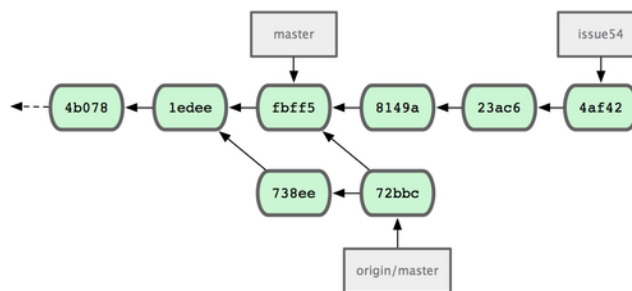 master
issue54
4b078
1edee
fbff5
8149a
23ac6
4af42
738ee
72bbc
origin/master